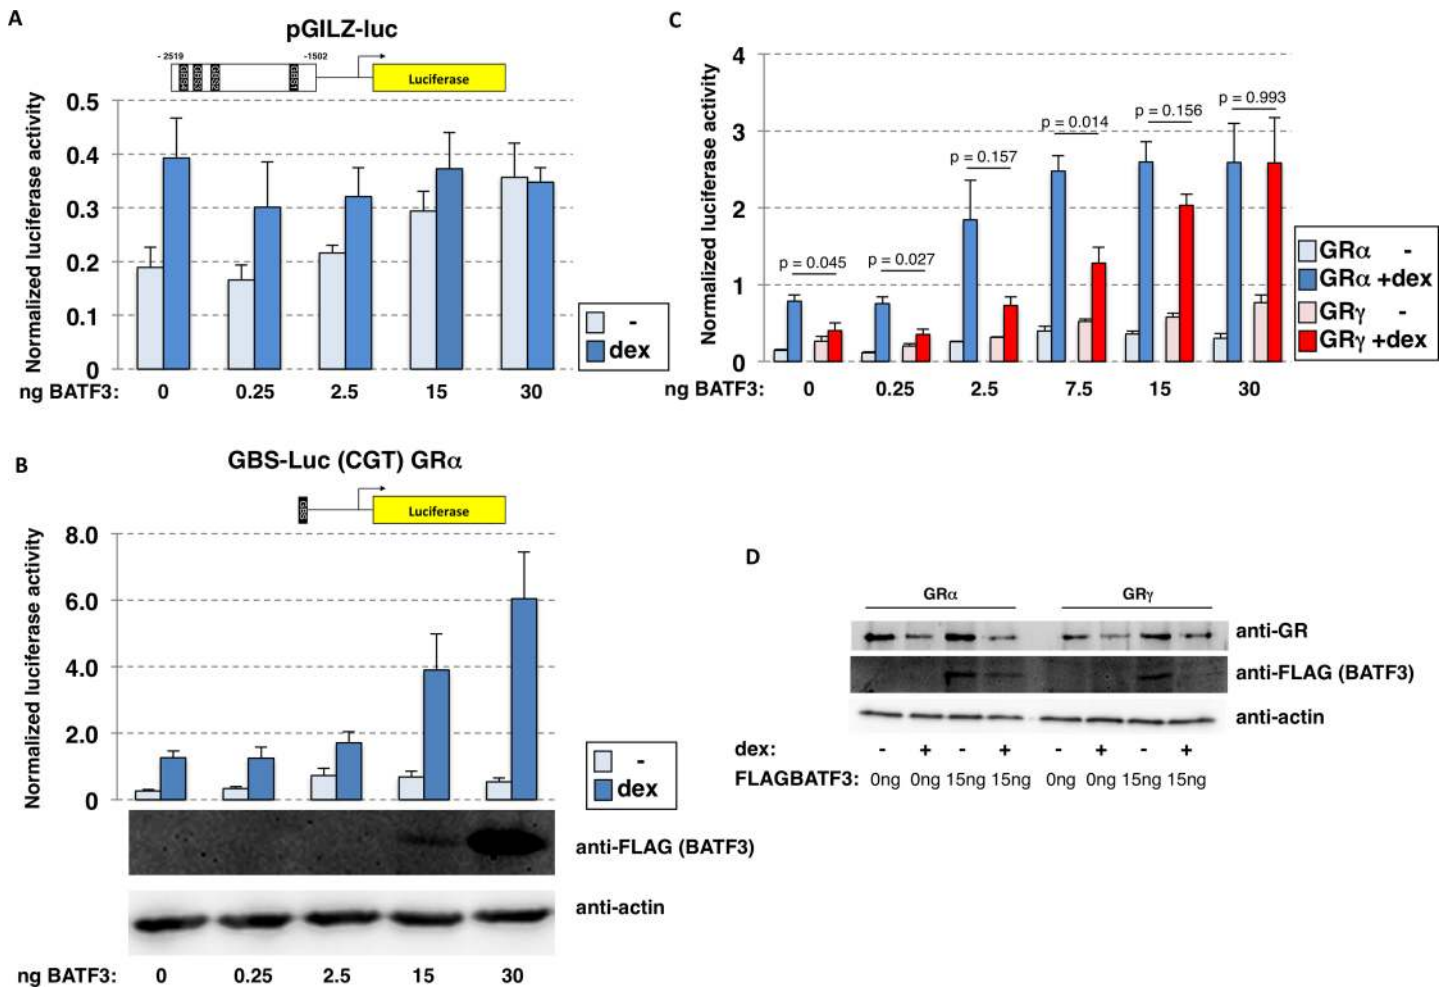 A
pGILZ-luc
- 2519
-1502
GBS4
GBS3
GBS2
GBS1
Luciferase
Normalized luciferase activity
0.5
0.4
0.3
0.2
0.1
0
-
dex
ng BATF3: 0 0.25 2.5 15 30
B
GBS-Luc (CGT) GRα
GBS
Luciferase
Normalized luciferase activity
8.0
6.0
4.0
2.0
0
-
dex
anti-FLAG (BATF3)
anti-actin
ng BATF3: 0 0.25 2.5 15 30
C
Normalized luciferase activity
4
3
2
1
0
p = 0.045
p = 0.027
p = 0.157
p = 0.014
p = 0.156
p = 0.993
GRα -
GRα +dex
GRγ -
GRγ +dex
ng BATF3: 0 0.25 2.5 7.5 15 30
D
GRα GRγ
anti-GR
anti-FLAG (BATF3)
anti-actin
dex: - + - + - + - +
FLAGBATF3: 0ng 0ng 15ng 15ng 0ng 0ng 15ng 15ng